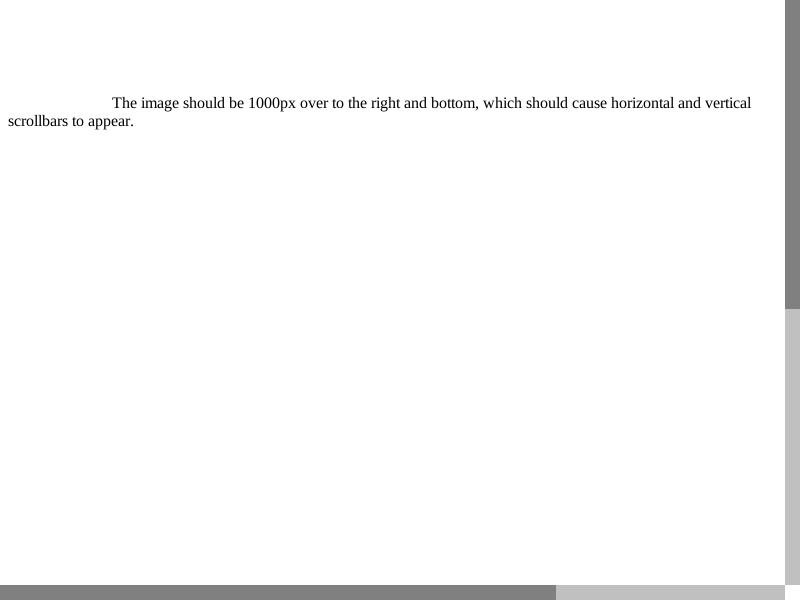 The image should be 1000px over to the right and bottom, which should cause horizontal and vertical
scrollbars to appear.